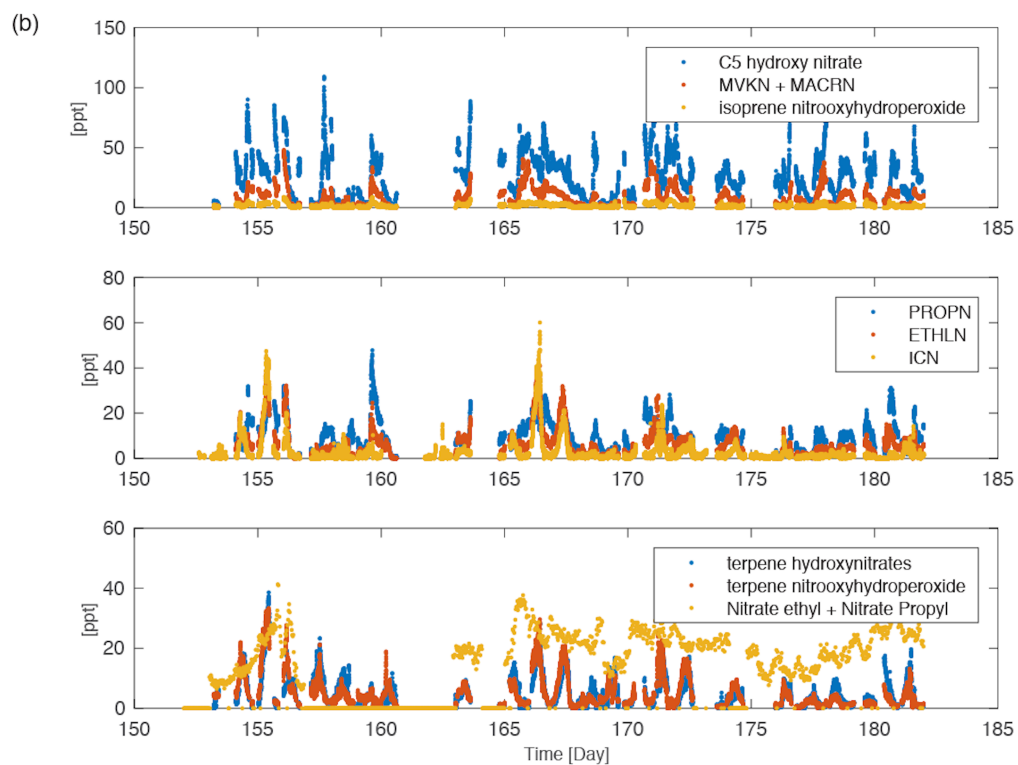 (b)
150
100
50
0
[ppt]
C5 hydroxy nitrate
MVKN + MACRN
isoprene nitrooxyhydroperoxide
150 155 160 165 170 175 180 185
80
60
40
20
0
[ppt]
PROPN
ETHLN
ICN
150 155 160 165 170 175 180 185
60
40
20
0
[ppt]
terpene hydroxynitrates
terpene nitrooxyhydroperoxide
Nitrate ethyl + Nitrate Propyl
150 155 160 165 170 175 180 185
Time [Day]